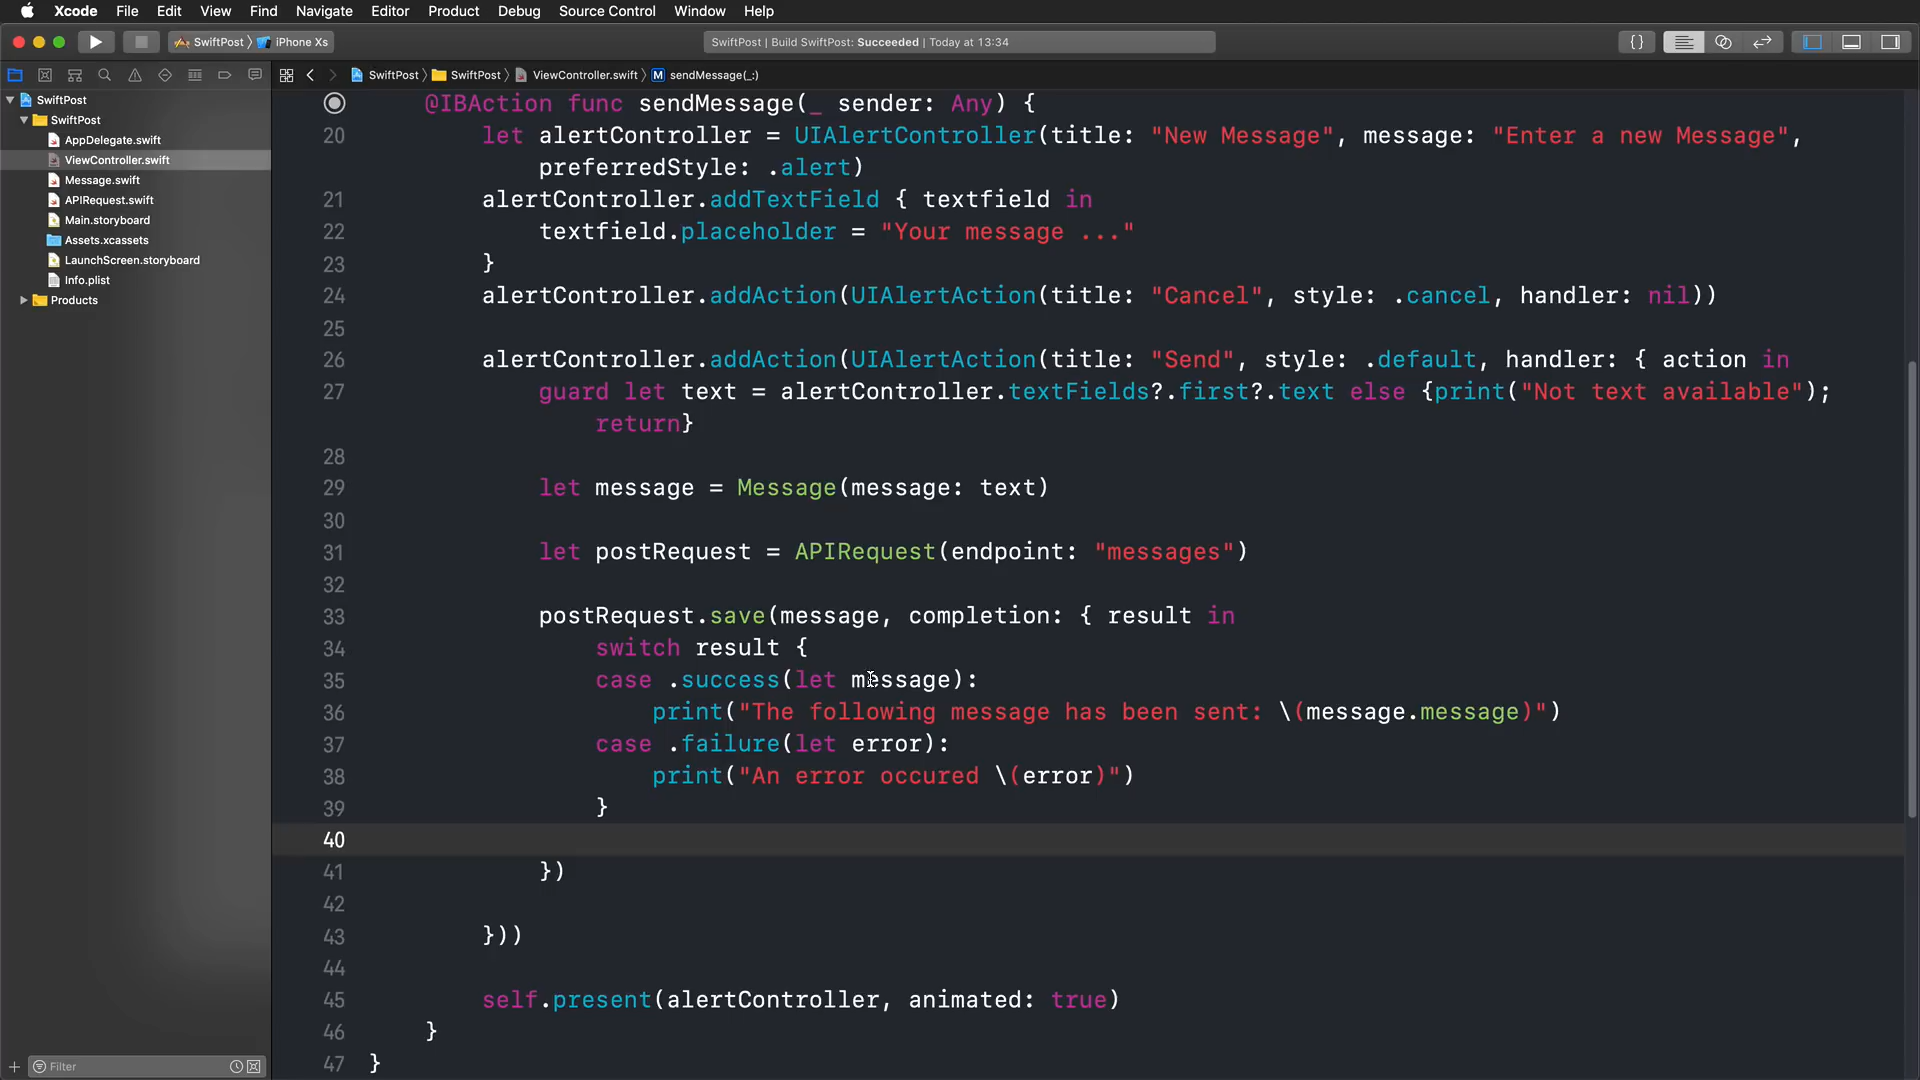 Xcode File Edit View Find Navigate Editor Product Debug Source Control Window Help
SwiftPost iPhone Xs SwiftPost | Build SwiftPost: Succeeded | Today at 13:34 {}
SwiftPost SwiftPost ViewController.swift M sendMessage(_:)
SwiftPost
SwiftPost
AppDelegate.swift
ViewController.swift
Message.swift
APIRequest.swift
Main.storyboard
Assets.xcassets
LaunchScreen.storyboard
Info.plist
Products
Filter
@IBAction func sendMessage(_ sender: Any) {
20 let alertController = UIAlertController(title: "New Message", message: "Enter a new Message",
preferredStyle: .alert)
21 alertController.addTextField { textfield in
22 textfield.placeholder = "Your message ..."
23 }
24 alertController.addAction(UIAlertAction(title: "Cancel", style: .cancel, handler: nil))
25
26 alertController.addAction(UIAlertAction(title: "Send", style: .default, handler: { action in
27 guard let text = alertController.textFields?.first?.text else {print("Not text available");
return}
28
29 let message = Message(message: text)
30
31 let postRequest = APIRequest(endpoint: "messages")
32
33 postRequest.save(message, completion: { result in
34 switch result {
35 case .success(let message):
36 print("The following message has been sent: \(message.message)")
37 case .failure(let error):
38 print("An error occured \(error)")
39 }
40
41 })
42
43 }))
44
45 self.present(alertController, animated: true)
46 }
47 }